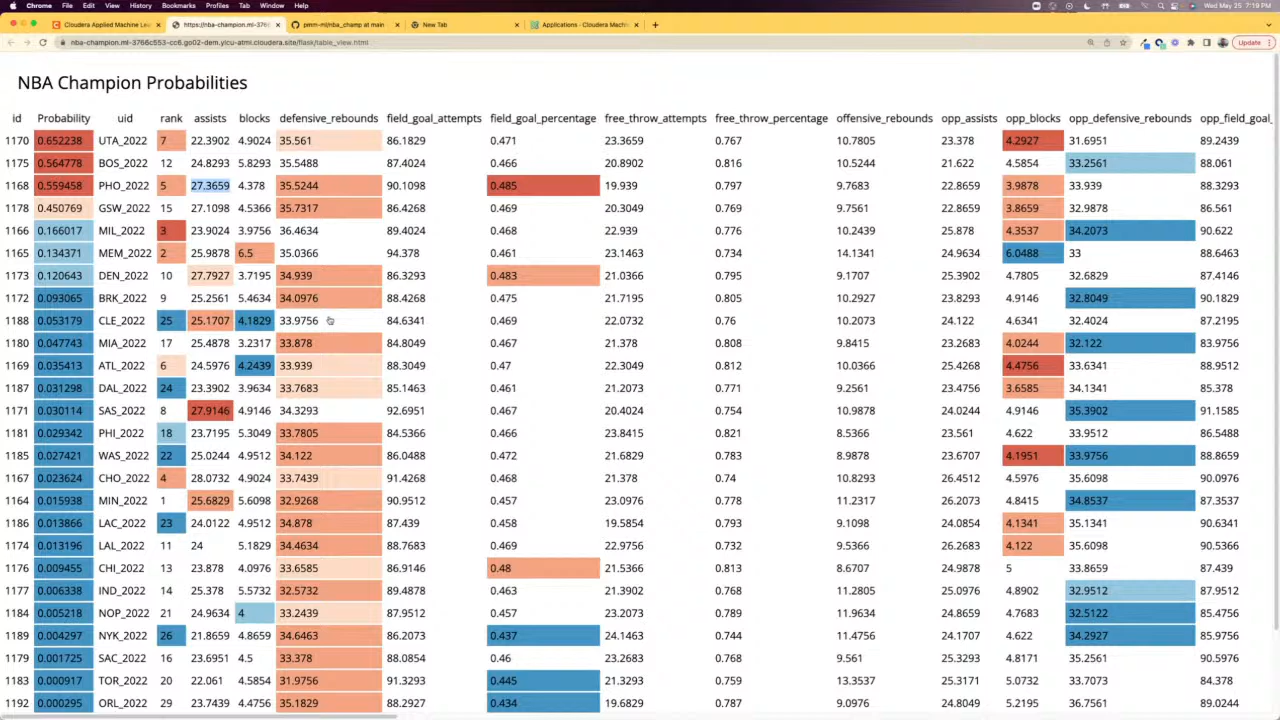 Chrome File Edit View History Bookmarks Profiles Tab Window Help Wed May 25 7:19 PM
Cloudera Applied Machine Lea https://nba-champion.ml-3766 pmm-ml/nba_champ at main New Tab Applications - Cloudera Machin
nba-champion.ml-3766c553-cc6.go02-dem.ylcu-atmi.cloudera.site/flask/table_view.html Update
NBA Champion Probabilities
id Probability uid rank assists blocks defensive_rebounds field_goal_attempts field_goal_percentage free_throw_attempts free_throw_percentage offensive_rebounds opp_assists opp_blocks opp_defensive_rebounds opp_field_goal_
1170 0.652238 UTA_2022 7 22.3902 4.9024 35.561 86.1829 0.471 23.3659 0.767 10.7805 23.378 4.2927 31.6951 89.2439
1175 0.564778 BOS_2022 12 24.8293 5.8293 35.5488 87.4024 0.466 20.8902 0.816 10.5244 21.622 4.5854 33.2561 88.061
1168 0.559458 PHO_2022 5 27.3659 4.378 35.5244 90.1098 0.485 19.939 0.797 9.7683 22.8659 3.9878 33.939 88.3293
1178 0.450769 GSW_2022 15 27.1098 4.5366 35.7317 86.4268 0.469 20.3049 0.769 9.7561 22.8659 3.8659 32.9878 86.561
1166 0.166017 MIL_2022 3 23.9024 3.9756 36.4634 89.4024 0.468 22.939 0.776 10.2439 25.878 4.3537 34.2073 90.622
1165 0.134371 MEM_2022 2 25.9878 6.5 35.0366 94.378 0.461 23.1463 0.734 14.1341 24.9634 6.0488 33 88.6463
1173 0.120643 DEN_2022 10 27.7927 3.7195 34.939 86.3293 0.483 21.0366 0.795 9.1707 25.3902 4.7805 32.6829 87.4146
1172 0.093065 BRK_2022 9 25.2561 5.4634 34.0976 88.4268 0.475 21.7195 0.805 10.2927 23.8293 4.9146 32.8049 90.1829
1188 0.053179 CLE_2022 25 25.1707 4.1829 33.9756 84.6341 0.469 22.0732 0.76 10.2073 24.122 4.6341 32.4024 87.2195
1180 0.047743 MIA_2022 17 25.4878 3.2317 33.878 84.8049 0.467 21.378 0.808 9.8415 23.2683 4.0244 32.122 83.9756
1169 0.035413 ATL_2022 6 24.5976 4.2439 33.939 88.3049 0.47 22.3049 0.812 10.0366 25.4268 4.4756 33.6341 88.9512
1187 0.031298 DAL_2022 24 23.3902 3.9634 33.7683 85.1463 0.461 21.2073 0.771 9.2561 23.4756 3.6585 34.1341 85.378
1171 0.030114 SAS_2022 8 27.9146 4.9146 34.3293 92.6951 0.467 20.4024 0.754 10.9878 24.0244 4.9146 35.3902 91.1585
1181 0.029342 PHI_2022 18 23.7195 5.3049 33.7805 84.5366 0.466 23.8415 0.821 8.5366 23.561 4.622 33.9512 86.5488
1185 0.027421 WAS_2022 22 25.0244 4.9512 34.122 86.0488 0.472 21.6829 0.783 8.9878 23.6707 4.1951 33.9756 88.8659
1167 0.023624 CHO_2022 4 28.0732 4.9024 33.7439 91.4268 0.468 21.378 0.74 10.8293 26.4512 4.5976 35.6098 90.0976
1164 0.015938 MIN_2022 1 25.6829 5.6098 32.9268 90.9512 0.457 23.0976 0.777 11.2317 26.2073 4.8415 34.8537 87.3537
1186 0.013866 LAC_2022 23 24.0122 4.9512 34.878 87.439 0.458 19.5854 0.793 9.1098 24.0854 4.1341 35.1341 90.6341
1174 0.013196 LAL_2022 11 24 5.1829 34.4634 88.7683 0.469 22.9756 0.732 9.5366 26.2683 4.122 35.6098 90.5366
1176 0.009455 CHI_2022 13 23.878 4.0976 33.6585 86.9146 0.48 21.5366 0.813 8.6707 24.9878 5 33.8659 87.439
1177 0.006338 IND_2022 14 25.378 5.5732 32.5732 89.4878 0.463 21.3902 0.768 11.2805 25.0976 4.8902 32.9512 87.9512
1184 0.005218 NOP_2022 21 24.9634 4 33.2439 87.9512 0.457 23.2073 0.789 11.9634 24.8659 4.7683 32.5122 85.4756
1189 0.004297 NYK_2022 26 21.8659 4.8659 34.6463 86.2073 0.437 24.1463 0.744 11.4756 24.1707 4.622 34.2927 85.9756
1179 0.001725 SAC_2022 16 23.6951 4.5 33.378 88.0854 0.46 23.2683 0.768 9.561 25.3293 4.8171 35.2561 90.5976
1183 0.000917 TOR_2022 20 22.061 4.5854 31.9756 91.3293 0.445 21.3293 0.759 13.3537 25.3171 5.0732 33.7073 84.378
1192 0.000295 ORL_2022 29 23.7439 4.4756 35.1829 88.2927 0.434 19.6829 0.787 9.0976 24.8049 5.2195 36.7561 89.0244